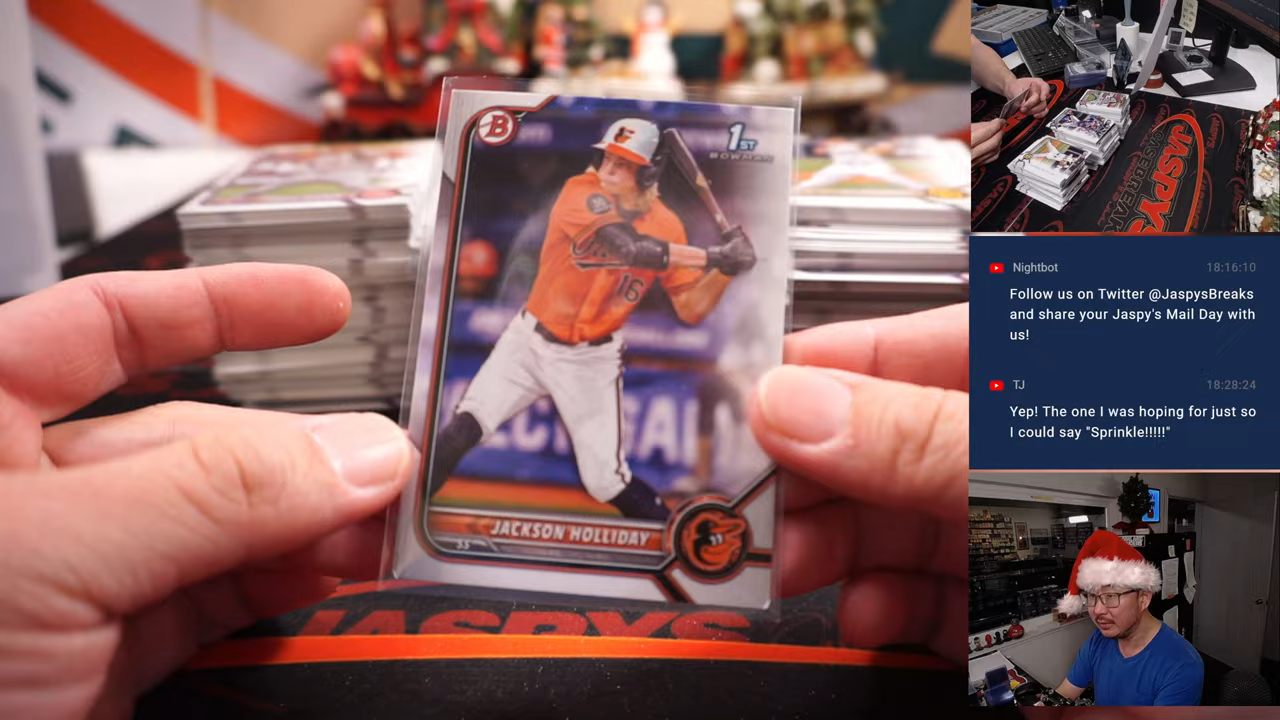 B
1ST
BOWMAN
16
JACKSON HOLLIDAY
SS
JASPYS
JASPYS
Nightbot
18:16:10
Follow us on Twitter @JaspysBreaks
and share your Jaspy's Mail Day with
us!
TJ
18:28:24
Yep! The one I was hoping for just so
I could say "Sprinkle!!!!!"